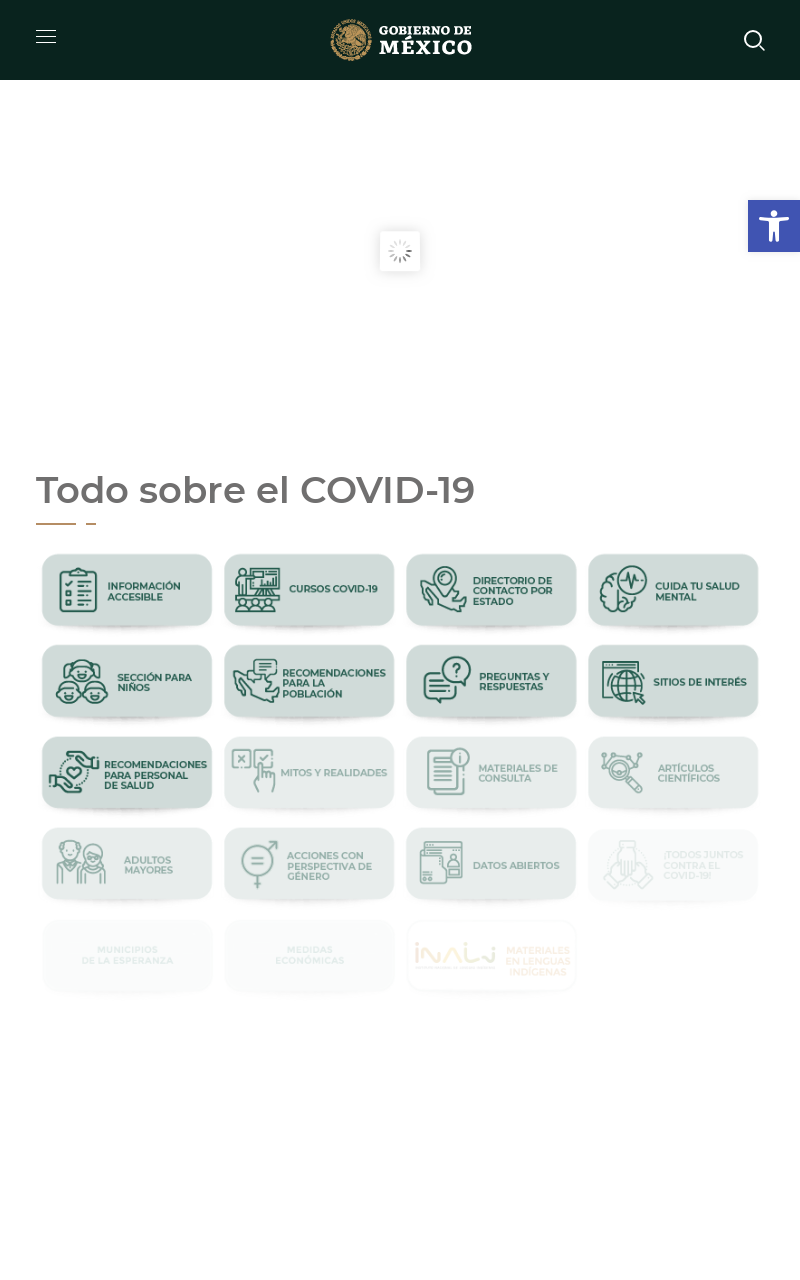 GOBIERNO DE
MÉXICO
Todo sobre el COVID-19
INFORMACIÓN
ACCESIBLE
CURSOS COVID-19
DIRECTORIO DE
CONTACTO POR
ESTADO
CUIDA TU SALUD
MENTAL
SECCIÓN PARA
NIÑOS
RECOMENDACIONES
PARA LA
POBLACIÓN
PREGUNTAS Y
RESPUESTAS
SITIOS DE INTERÉS
RECOMENDACIONES
PARA PERSONAL
DE SALUD
MITOS Y REALIDADES
MATERIALES DE
CONSULTA
ARTÍCULOS
CIENTÍFICOS
ADULTOS
MAYORES
ACCIONES CON
PERSPECTIVA DE
GÉNERO
DATOS ABIERTOS
¡TODOS JUNTOS
CONTRA EL
COVID-19!
MUNICIPIOS
DE LA ESPERANZA
MEDIDAS
ECONÓMICAS
INALI
MATERIALES
EN LENGUAS
INDÍGENAS